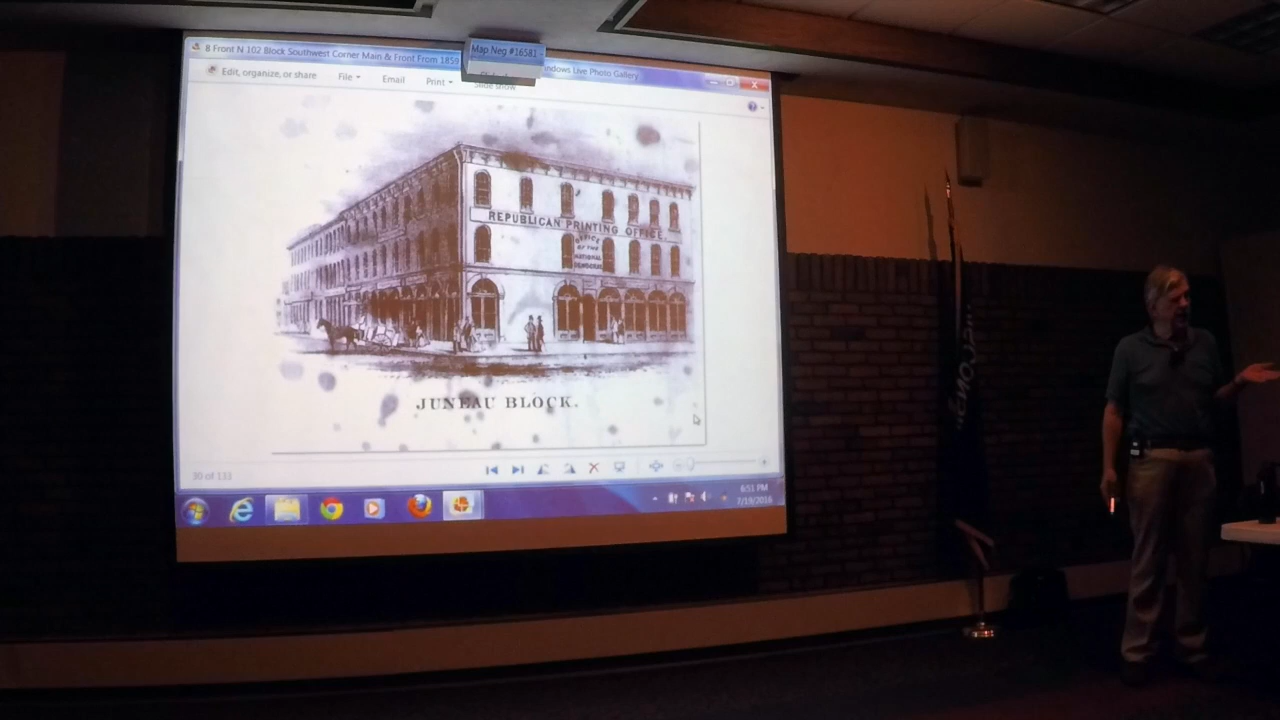 8 Front N 102 Block Southwest Corner Main & Front From 1859
Map Neg #16581 -
Windows Live Photo Gallery
Edit, organize, or share
File
Email
Print
Slide show
REPUBLICAN PRINTING OFFICE.
OFFICE
OF THE
NATIONAL
DEMOCRAT
JUNEAU BLOCK.
30 of 133
6:51 PM
7/19/2016